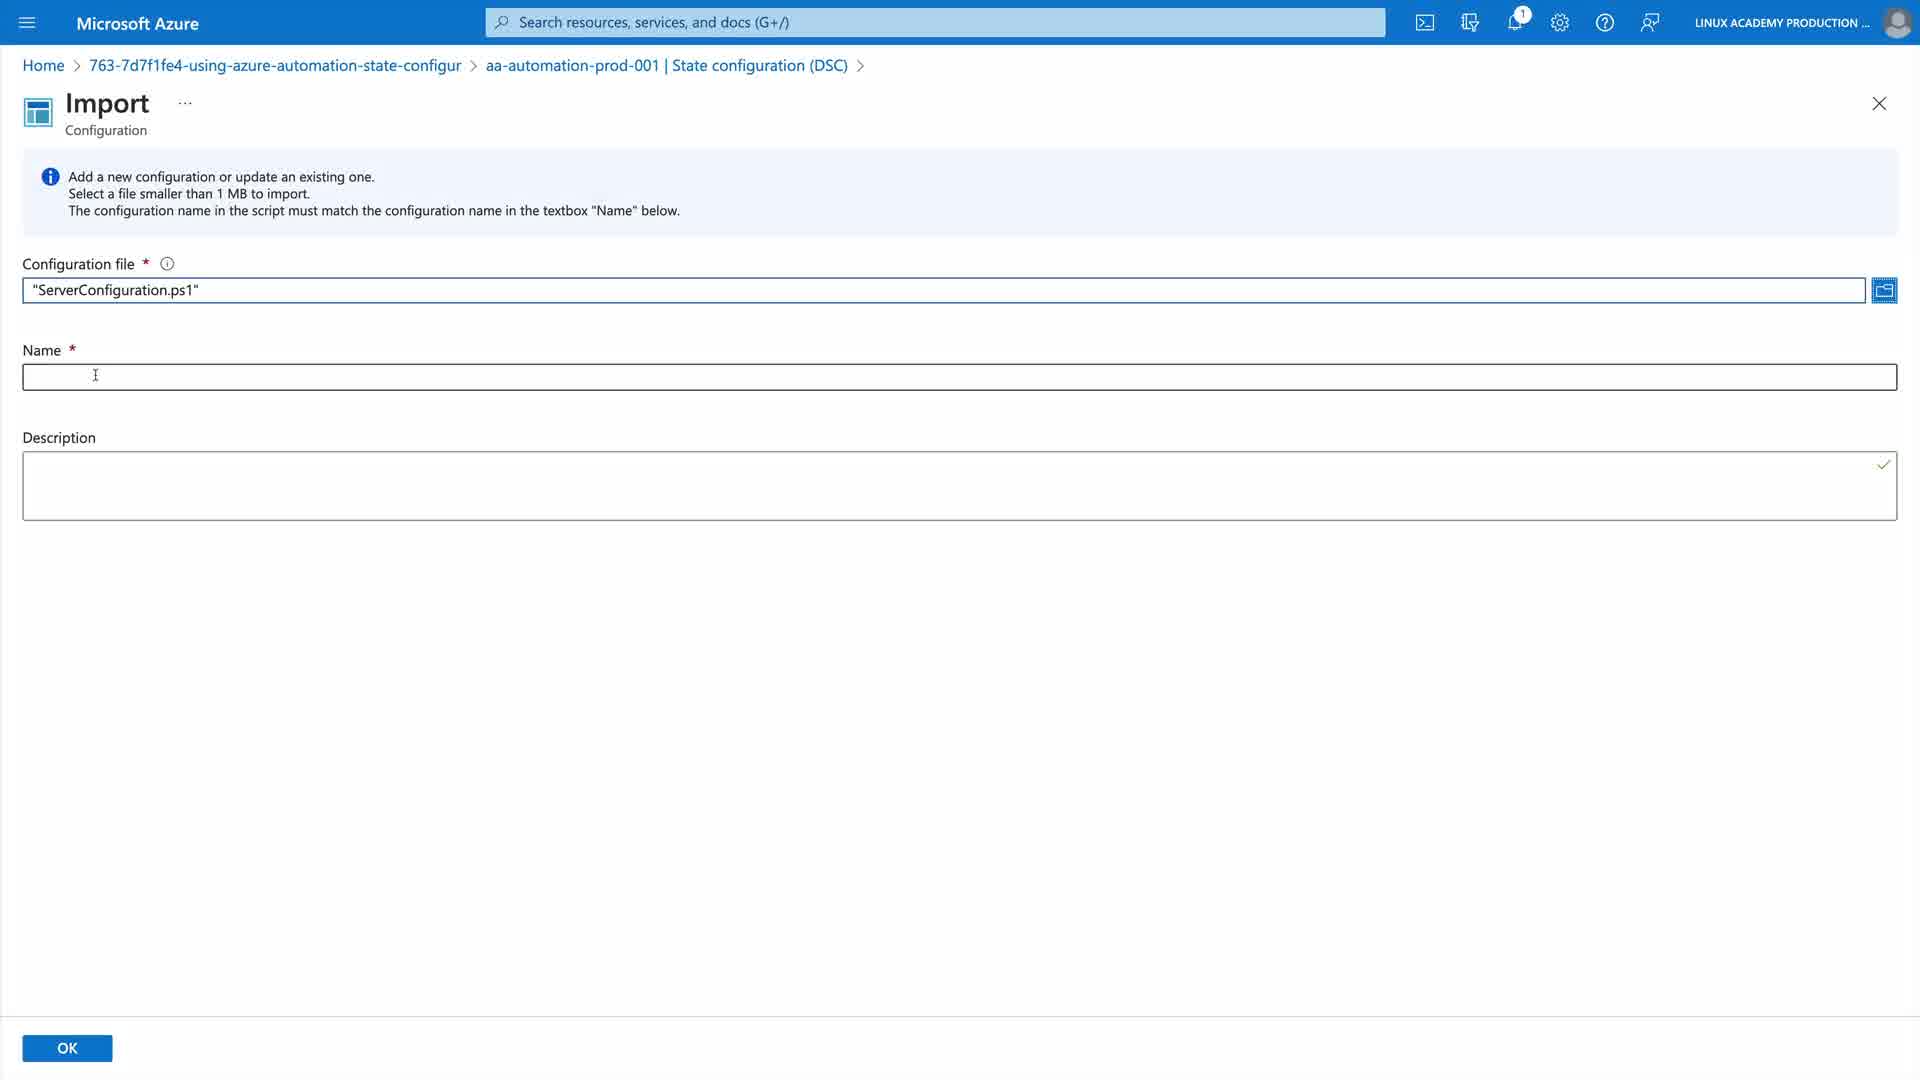 Microsoft Azure
Search resources, services, and docs (G+/)
1
LINUX ACADEMY PRODUCTION ...
Home > 763-7d7f1fe4-using-azure-automation-state-configur > aa-automation-prod-001 | State configuration (DSC) >
Import ...
Configuration
Add a new configuration or update an existing one.
Select a file smaller than 1 MB to import.
The configuration name in the script must match the configuration name in the textbox "Name" below.
Configuration file *
"ServerConfiguration.ps1"
Name *
Description
OK